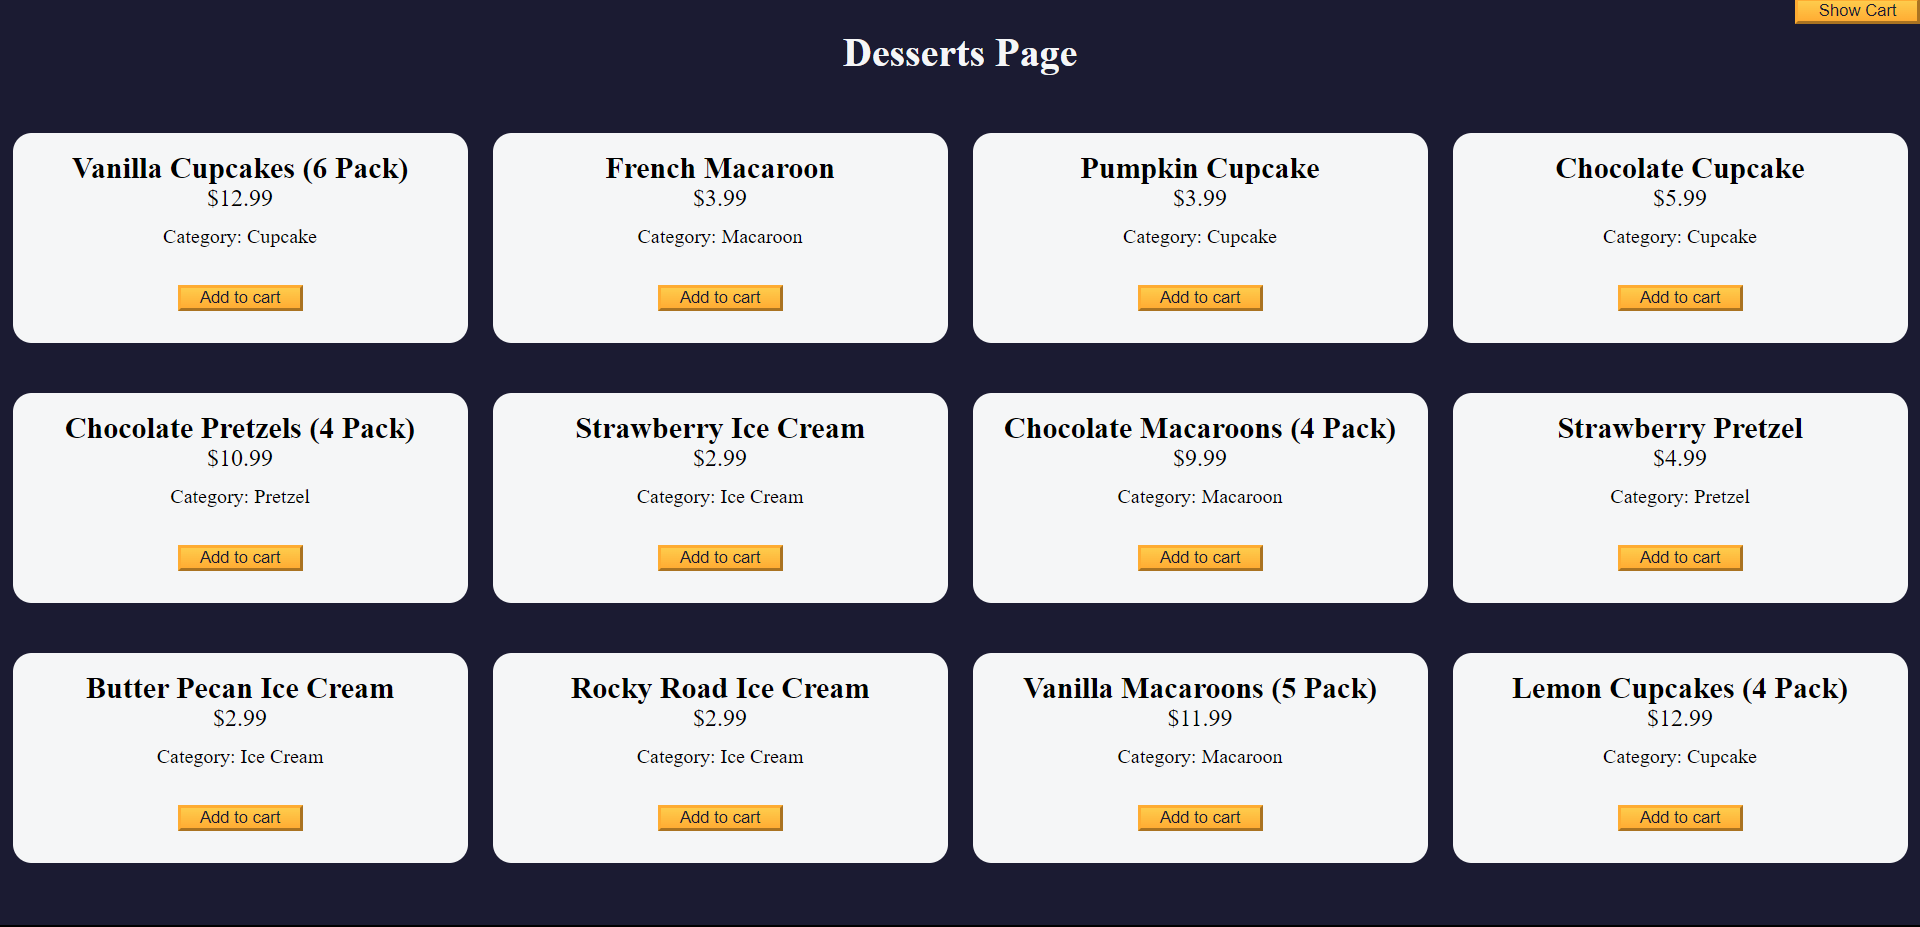 Show Cart
Desserts Page
Vanilla Cupcakes (6 Pack)
$12.99
Category: Cupcake
Add to cart
French Macaroon
$3.99
Category: Macaroon
Add to cart
Pumpkin Cupcake
$3.99
Category: Cupcake
Add to cart
Chocolate Cupcake
$5.99
Category: Cupcake
Add to cart
Chocolate Pretzels (4 Pack)
$10.99
Category: Pretzel
Add to cart
Strawberry Ice Cream
$2.99
Category: Ice Cream
Add to cart
Chocolate Macaroons (4 Pack)
$9.99
Category: Macaroon
Add to cart
Strawberry Pretzel
$4.99
Category: Pretzel
Add to cart
Butter Pecan Ice Cream
$2.99
Category: Ice Cream
Add to cart
Rocky Road Ice Cream
$2.99
Category: Ice Cream
Add to cart
Vanilla Macaroons (5 Pack)
$11.99
Category: Macaroon
Add to cart
Lemon Cupcakes (4 Pack)
$12.99
Category: Cupcake
Add to cart